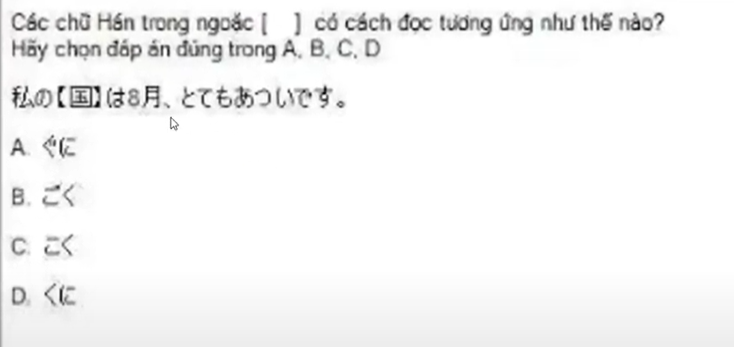 Các chữ Hán trong ngoặc [ ] có cách đọc tương ứng như thế nào?
Hãy chọn đáp án đúng trong A, B, C, D
私の【国】は8月、とてもあついです。
A. ぐに
B. ごく
C. こく
D. くに